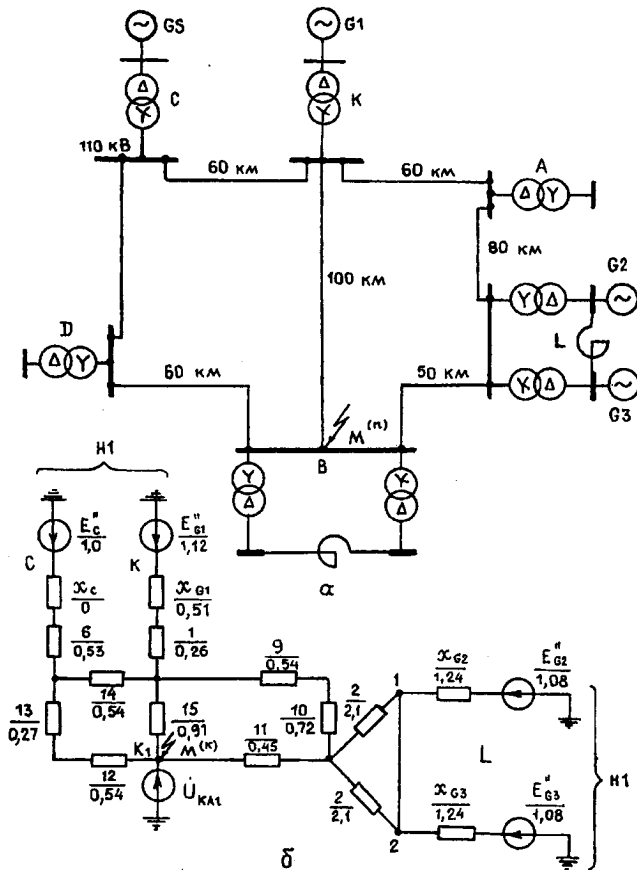 GS
G1
C
K
110 кВ
60 км
60 км
A
80 км
100 км
G2
D
L
60 км
50 км
G3
M⁽ⁿ⁾
B
H1
a
E"C
1,0
E"G1
1,12
C
K
xC
0
xG1
0,51
6
0,53
1
0,26
9
0,54
14
0,54
13
0,27
15
0,91
10
0,72
2
2,1
1
xG2
1,24
E"G2
1,08
11
0,45
K1
M⁽ᴷ⁾
12
0,54
U̇KA1
L
H1
2
2,1
2
xG3
1,24
E"G3
1,08
б